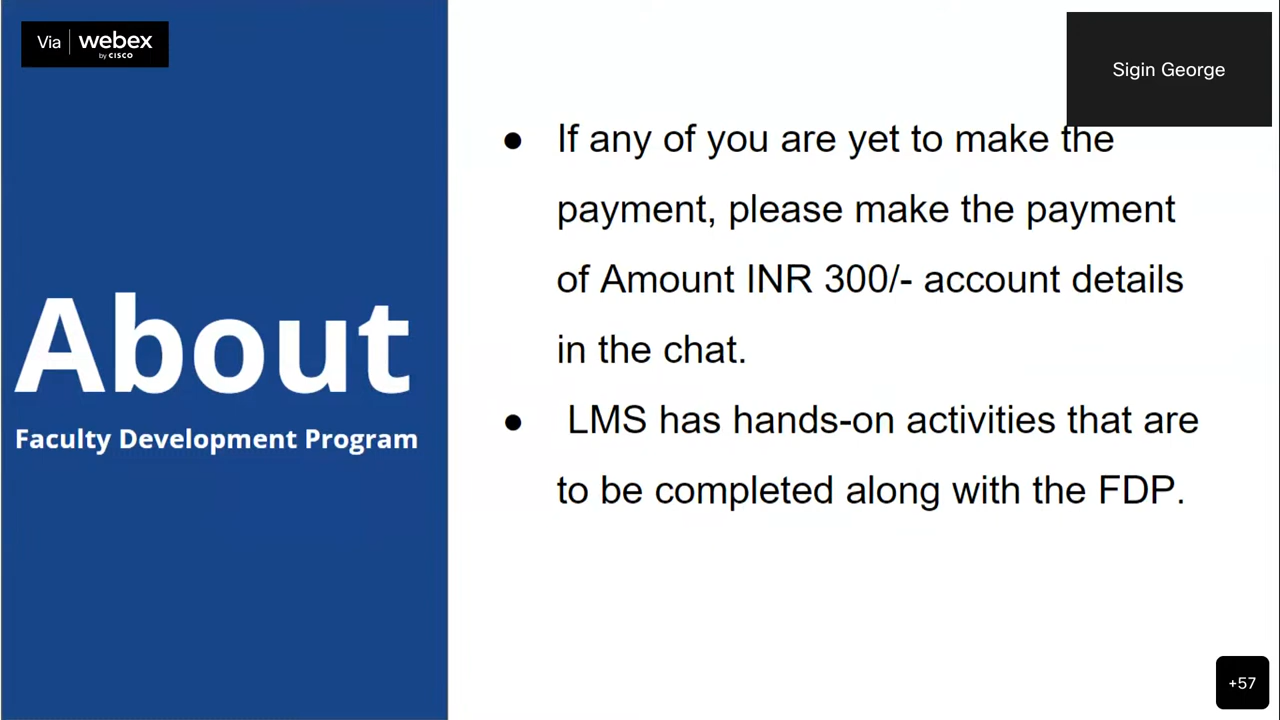 Via webex
by CISCO
Sigin George
● If any of you are yet to make the
payment, please make the payment
of Amount INR 300/- account details
in the chat.
● LMS has hands-on activities that are
to be completed along with the FDP.
About
Faculty Development Program
+57